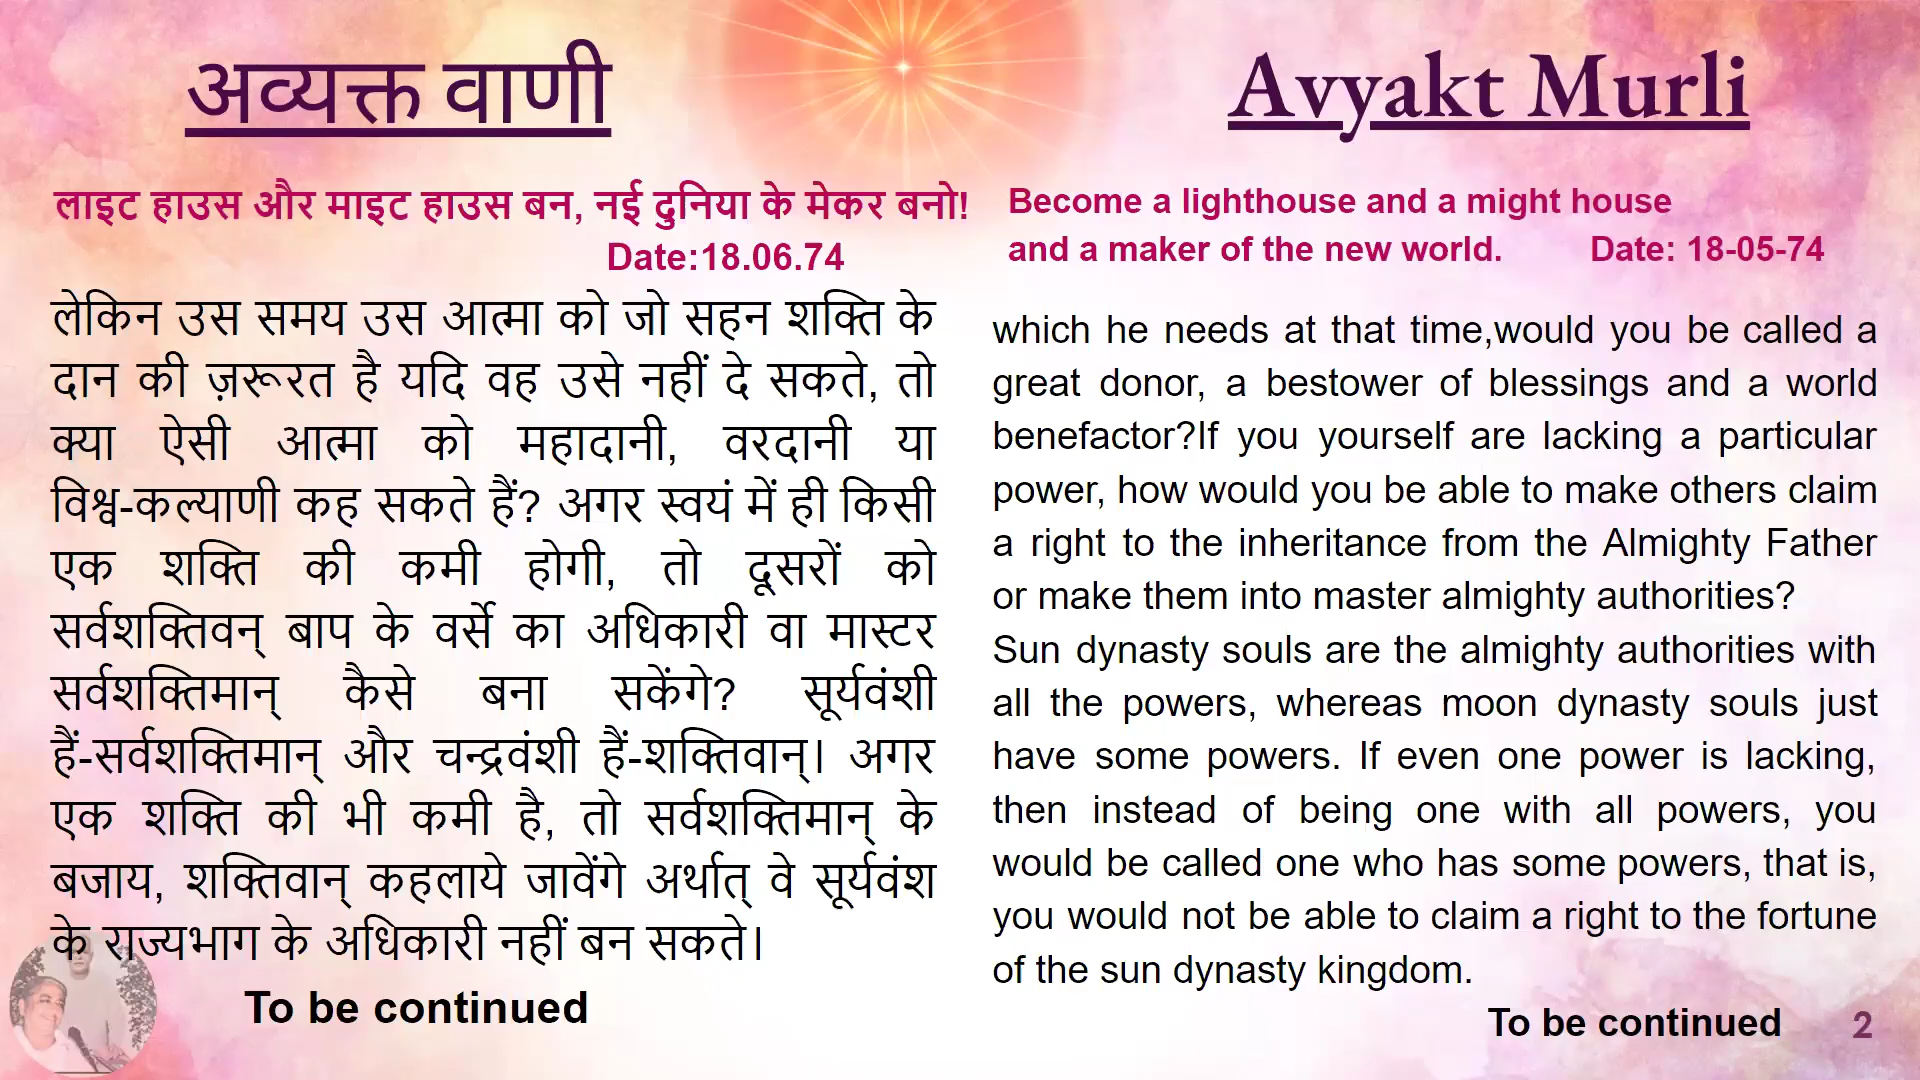 अव्यक्त वाणी
लाइट हाउस और माइट हाउस बन, नई दुनिया के मेकर बनो!
Date:18.06.74
लेकिन उस समय उस आत्मा को जो सहन शक्ति के
दान की ज़रूरत है यदि वह उसे नहीं दे सकते, तो
क्या ऐसी आत्मा को महादानी, वरदानी या
विश्व-कल्याणी कह सकते हैं? अगर स्वयं में ही किसी
एक शक्ति की कमी होगी, तो दूसरों को
सर्वशक्तिवन् बाप के वर्से का अधिकारी वा मास्टर
सर्वशक्तिमान् कैसे बना सकेंगे? सूर्यवंशी
हैं-सर्वशक्तिमान् और चन्द्रवंशी हैं-शक्तिवान्। अगर
एक शक्ति की भी कमी है, तो सर्वशक्तिमान् के
बजाय, शक्तिवान् कहलाये जावेंगे अर्थात् वे सूर्यवंश
के राज्यभाग के अधिकारी नहीं बन सकते।
To be continued
Avyakt Murli
Become a lighthouse and a might house
and a maker of the new world. Date: 18-05-74
which he needs at that time,would you be called a
great donor, a bestower of blessings and a world
benefactor?If you yourself are lacking a particular
power, how would you be able to make others claim
a right to the inheritance from the Almighty Father
or make them into master almighty authorities?
Sun dynasty souls are the almighty authorities with
all the powers, whereas moon dynasty souls just
have some powers. If even one power is lacking,
then instead of being one with all powers, you
would be called one who has some powers, that is,
you would not be able to claim a right to the fortune
of the sun dynasty kingdom.
To be continued
2